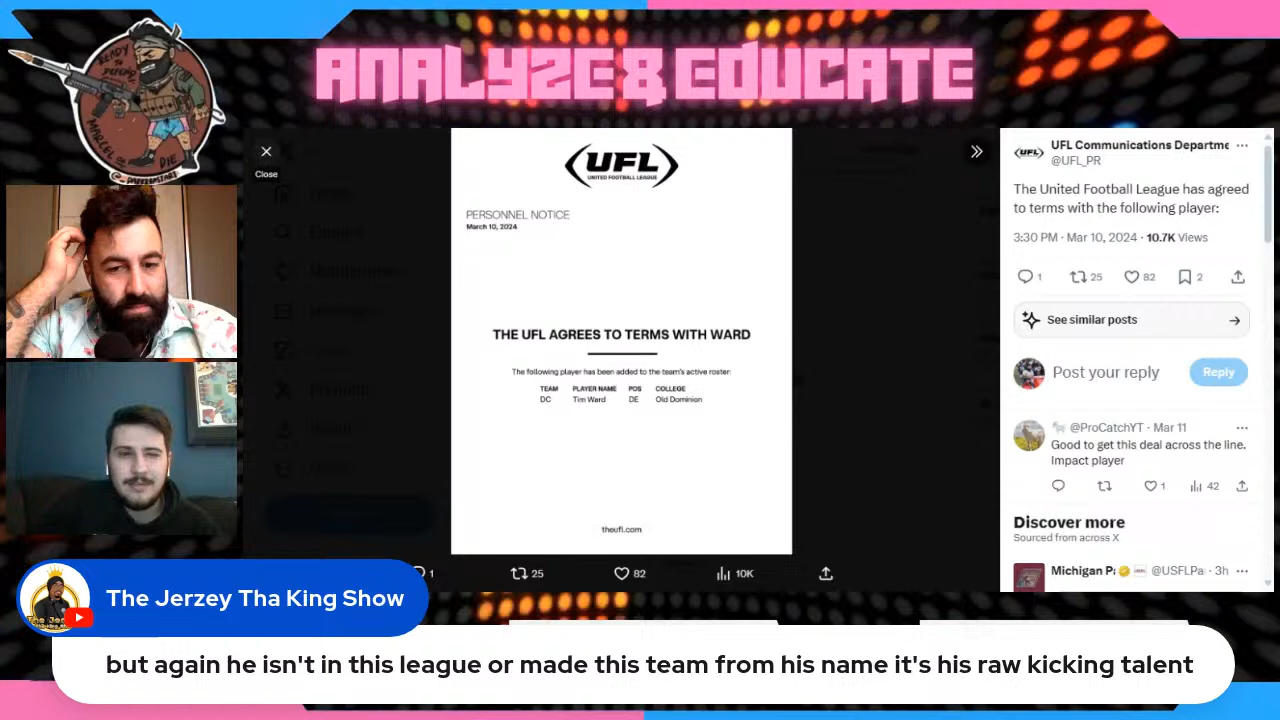 ANALYZE & EDUCATE
READY TO DEFEND
MARCEL OR DIE
Close
UFL
UNITED FOOTBALL LEAGUE
PERSONNEL NOTICE
March 10, 2024
THE UFL AGREES TO TERMS WITH WARD
The following player has been added to the team's active roster:
TEAM PLAYER NAME POS COLLEGE
DC Tim Ward DE Old Dominion
theufl.com
1 25 82 10K
UFL Communications Departme ...
@UFL_PR
The United Football League has agreed
to terms with the following player:
3:30 PM · Mar 10, 2024 · 10.7K Views
1 25 82 2
See similar posts
Post your reply
Reply
@ProCatchYT · Mar 11 ...
Good to get this deal across the line.
Impact player
1 42
Discover more
Sourced from across X
Michigan P @USFLPa · 3h ...
The Jerzey Tha King Show
but again he isn't in this league or made this team from his name it's his raw kicking talent